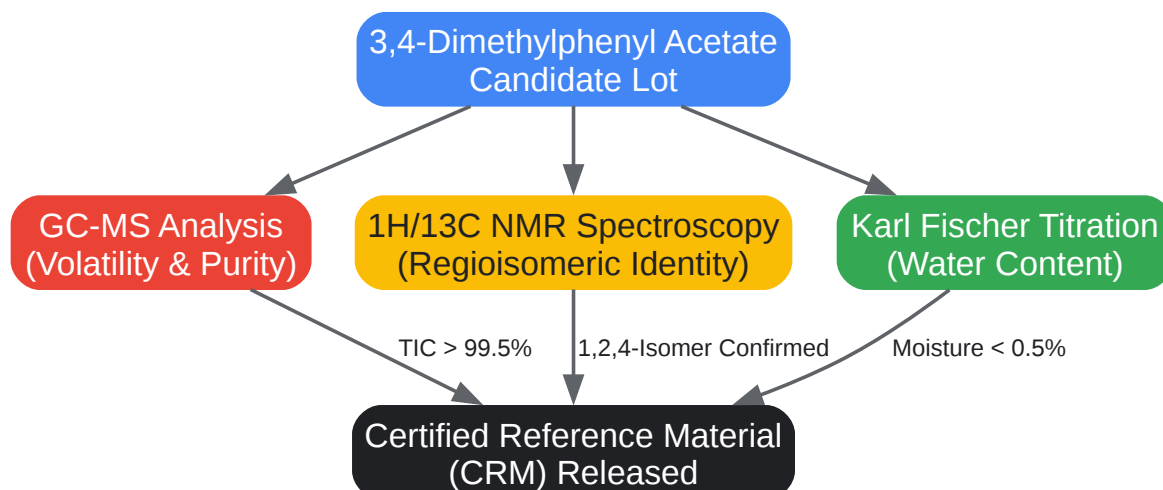 3,4-Dimethylphenyl Acetate
Candidate Lot
GC-MS Analysis
(Volatility & Purity)
1H/13C NMR Spectroscopy
(Regioisomeric Identity)
Karl Fischer Titration
(Water Content)
TIC > 99.5%
1,2,4-Isomer Confirmed
Moisture < 0.5%
Certified Reference Material
(CRM) Released